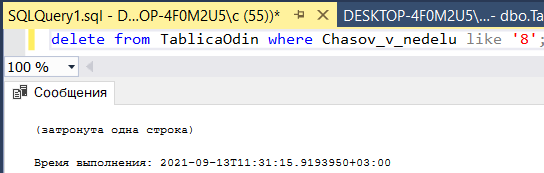 SQLQuery1.sql - D...OP-4F0M2U5\c (55))*
DESKTOP-4F0M2U5\...- dbo.Ta
delete from TablicaOdin where Chasov_v_nedelu like '8';
100 %
Сообщения
(затронута одна строка)
Время выполнения: 2021-09-13T11:31:15.9193950+03:00